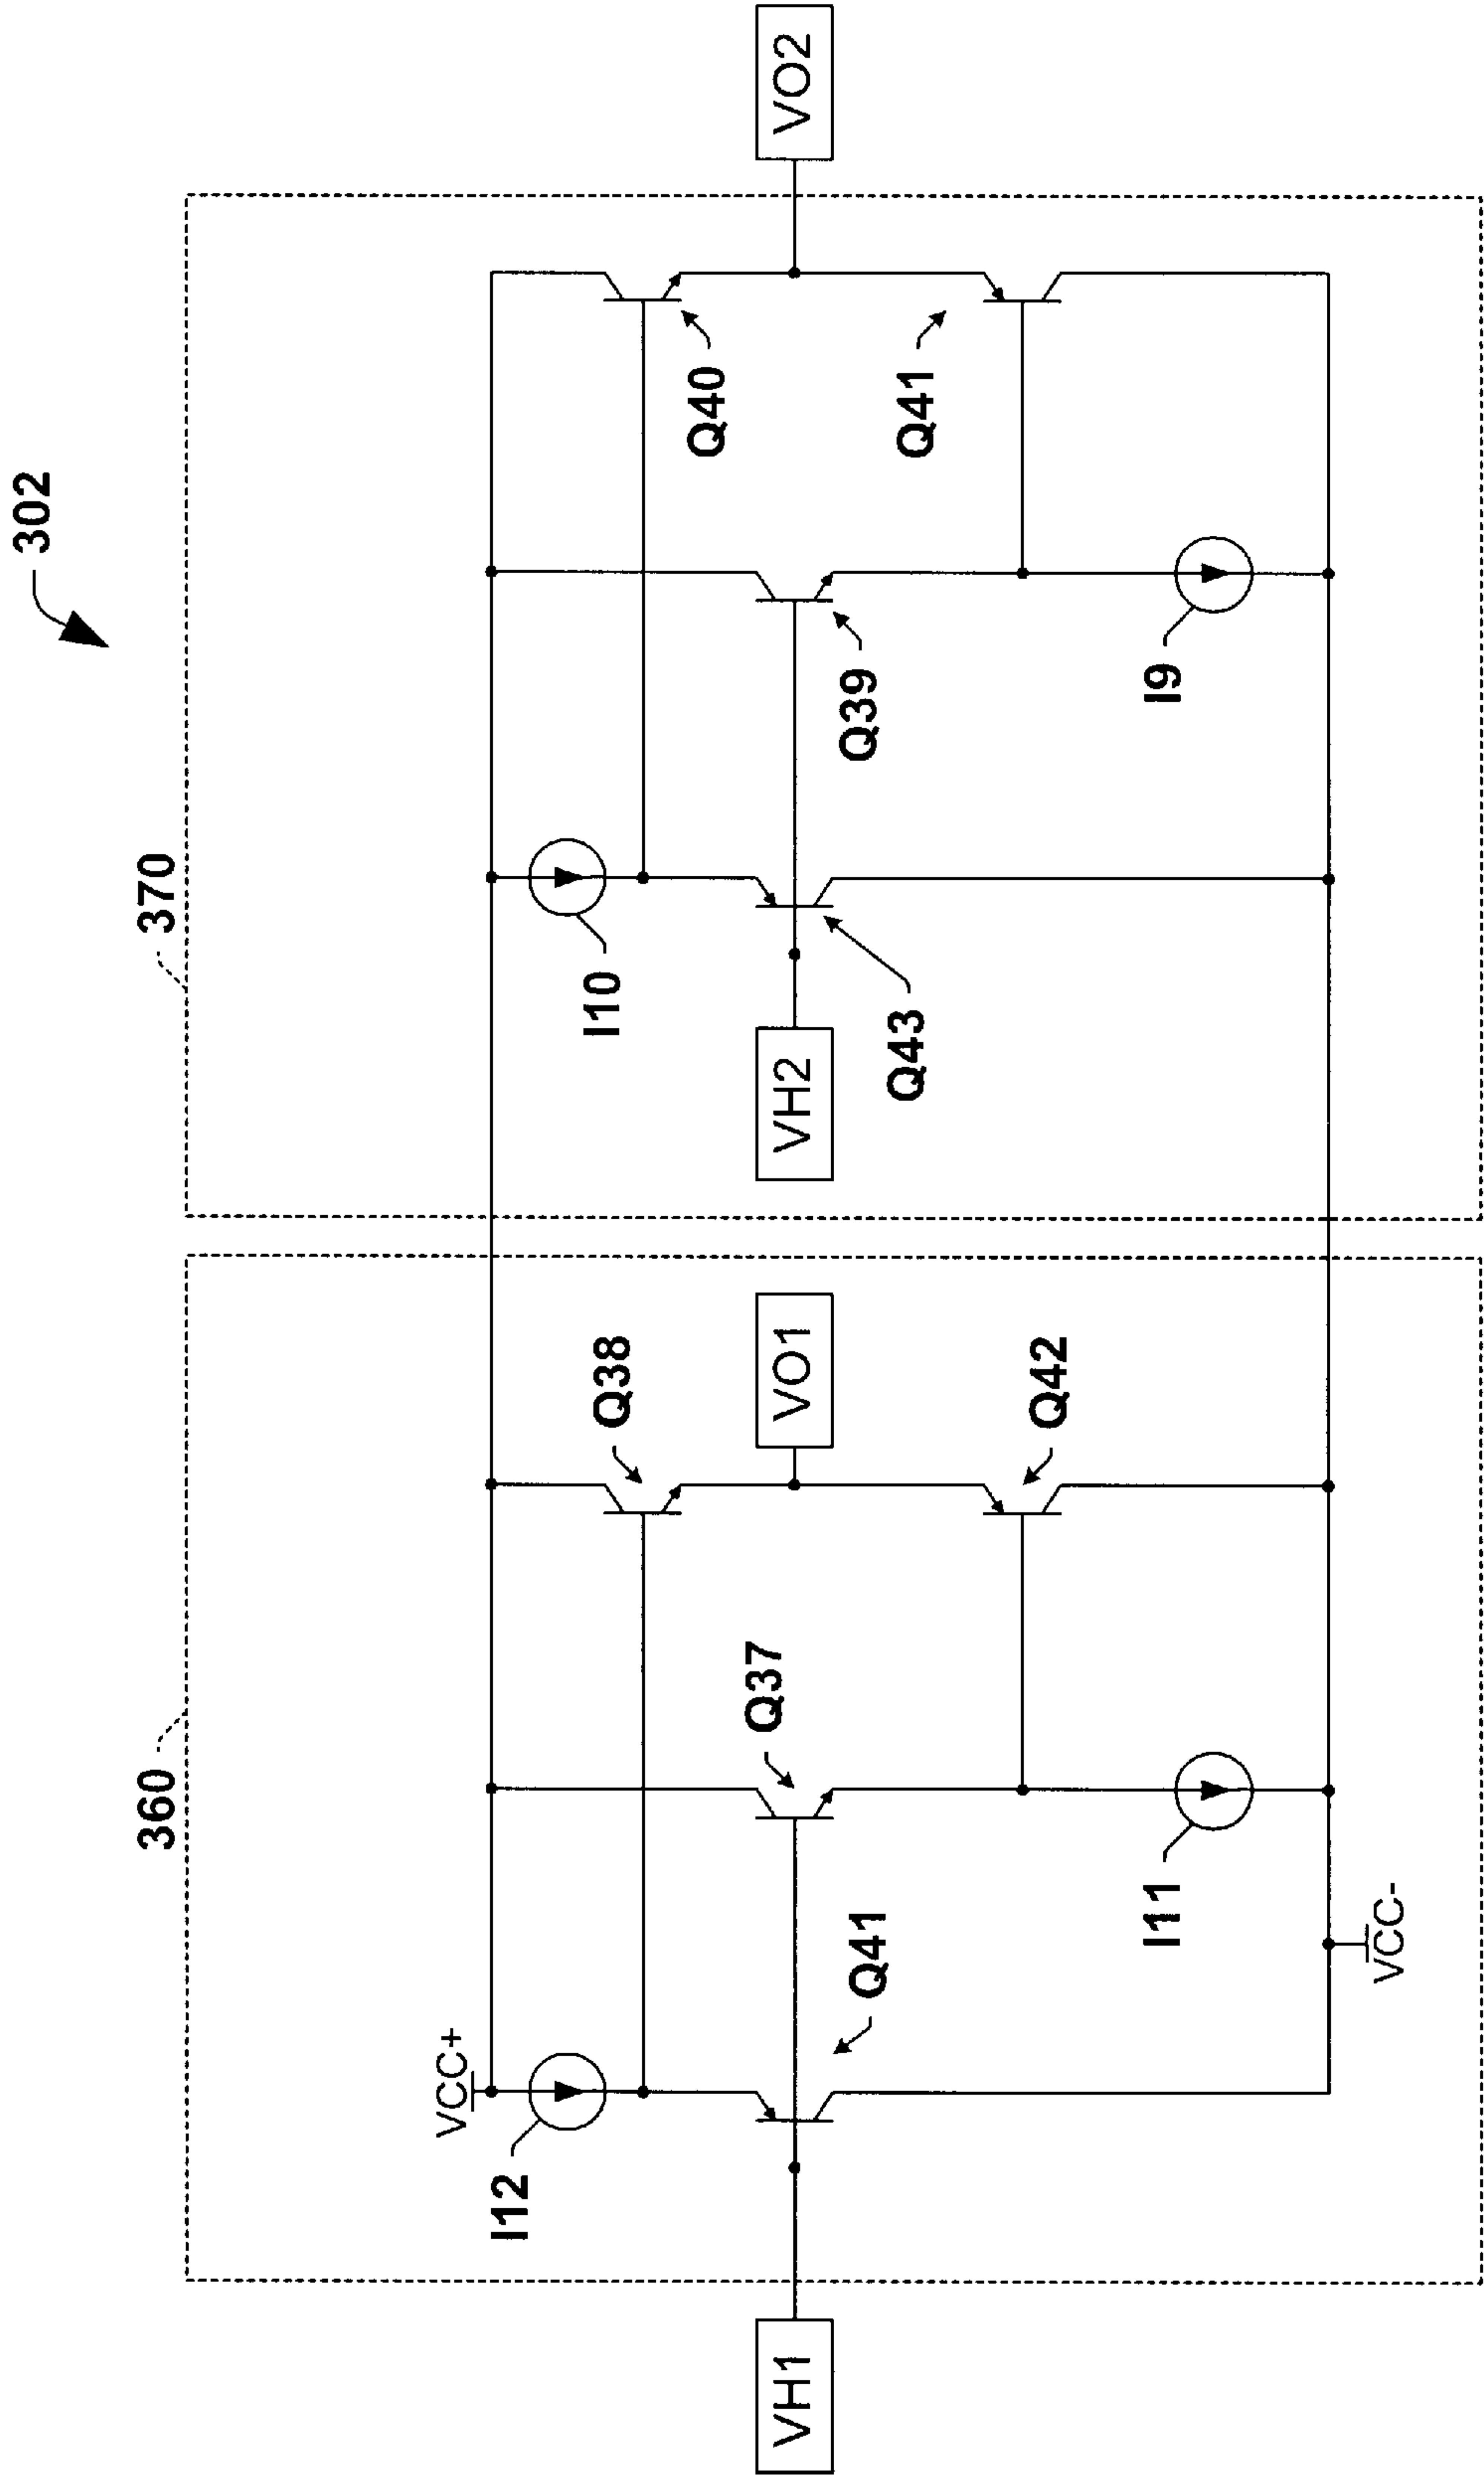 302
360
370
VCC+
I12
Q38
I10
Q40
VH1
Q41
Q37
VO1
VH2
Q43
Q39
VO2
I11
Q42
I9
Q41
VCC-